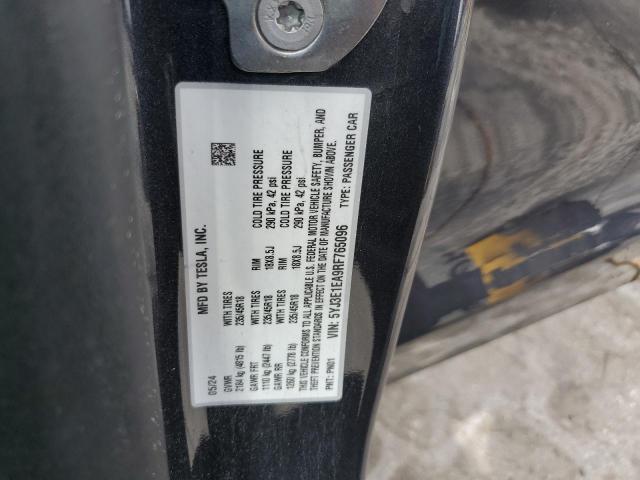 MFD BY TESLA, INC.
05/24
GVWR WITH TIRES RIM COLD TIRE PRESSURE
2184 kg (4815 lb) 235/45R18 18X8.5J 290 kPa, 42 psi
GAWR FRT WITH TIRES RIM COLD TIRE PRESSURE
1110 kg (2447 lb) 235/45R18 18X8.5J 290 kPa, 42 psi
GAWR RR
1260 kg (2778 lb)
THIS VEHICLE CONFORMS TO ALL APPLICABLE U.S. FEDERAL MOTOR VEHICLE SAFETY, BUMPER, AND
THEFT PREVENTION STANDARDS IN EFFECT ON THE DATE OF MANUFACTURE SHOWN ABOVE.
PNT: PN01 TYPE: PASSENGER CAR
VIN: 5YJ3E1EA9RF765096